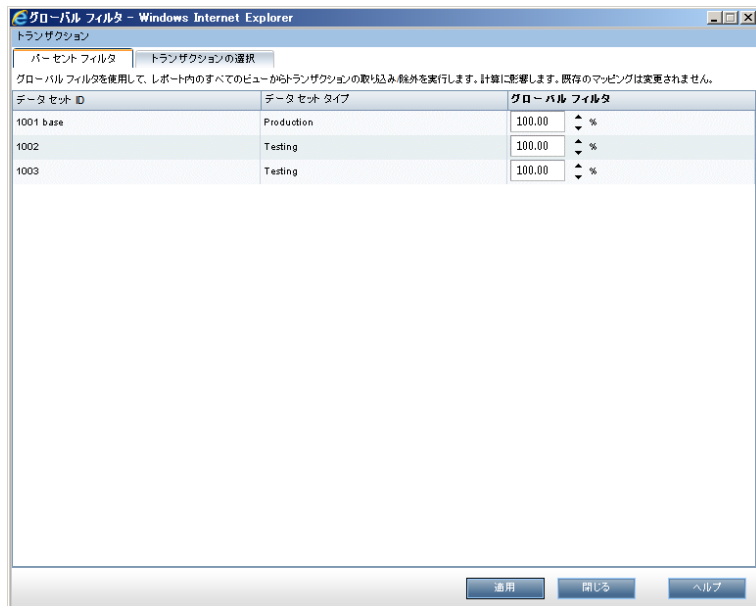 グローバル フィルタ - Windows Internet Explorer
トランザクション
パーセント フィルタ トランザクションの選択
グローバル フィルタを使用して、レポート内のすべてのビューからトランザクションの取り込み/除外を実行します。計算に影響します。既存のマッピングは変更されません。
データ セット ID データ セット タイプ グローバル フィルタ
1001 base Production 100.00 %
1002 Testing 100.00 %
1003 Testing 100.00 %
適用 閉じる ヘルプ